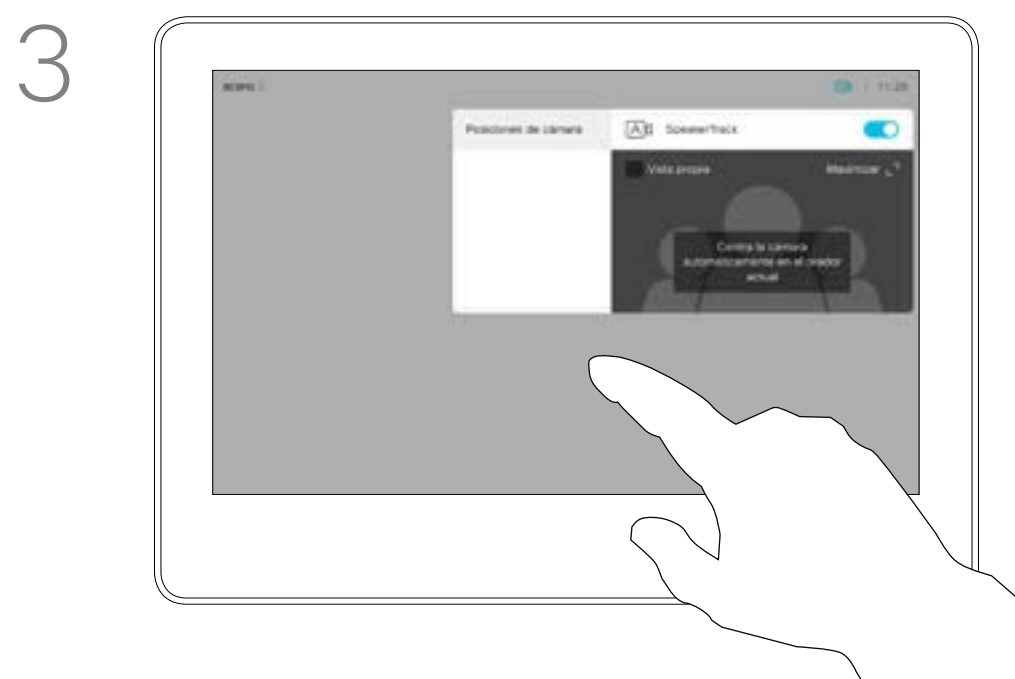 3
11:28
Posiciones de cámara
SpeakerTrack
Vista propia
Maximizar
Centra la cámara
automáticamente en el orador
actual